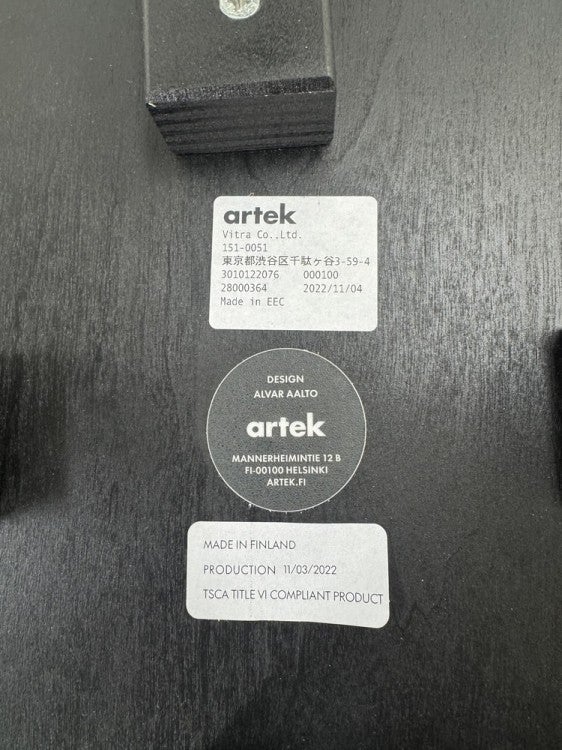 artek
Vitra Co.,Ltd.
151-0051
東京都渋谷区千駄ヶ谷3-59-4
3010122076 000100
28000364 2022/11/04
Made in EEC
DESIGN
ALVAR AALTO
artek
MANNERHEIMINTIE 12 B
FI-00100 HELSINKI
ARTEK.FI
MADE IN FINLAND
PRODUCTION 11/03/2022
TSCA TITLE VI COMPLIANT PRODUCT